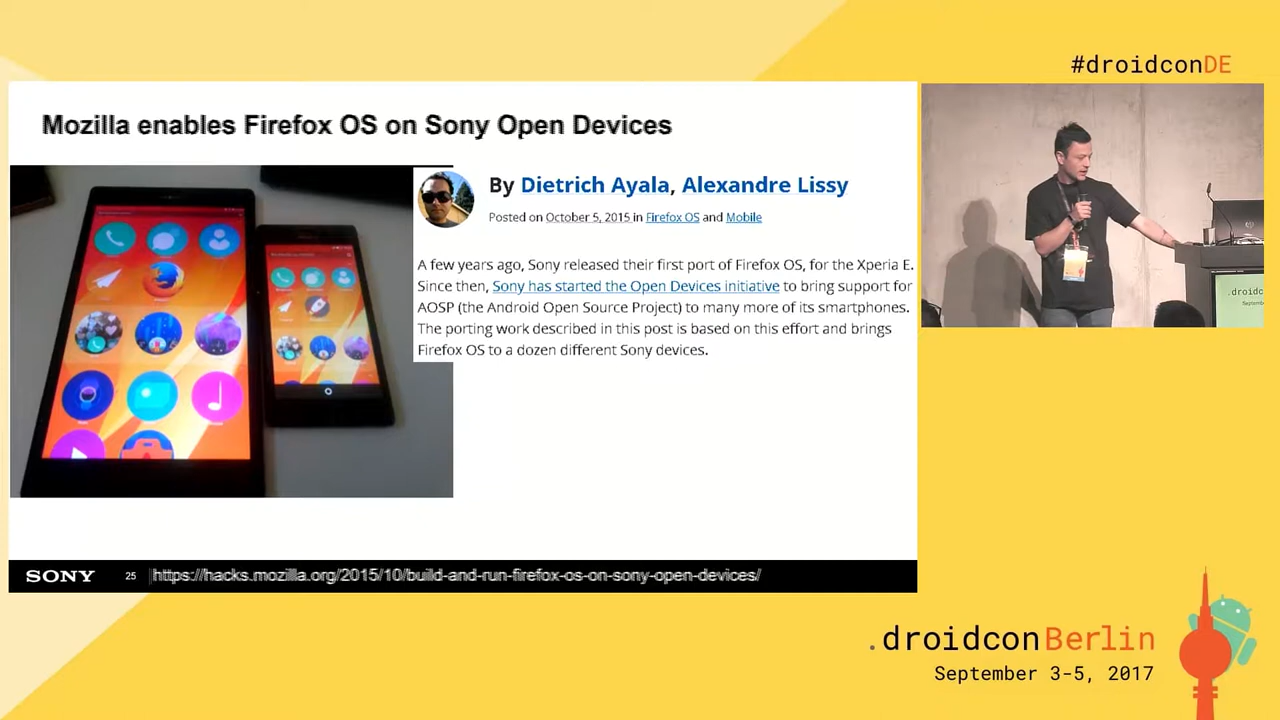 #droidconDE
Mozilla enables Firefox OS on Sony Open Devices
By Dietrich Ayala, Alexandre Lissy
Posted on October 5, 2015 in Firefox OS and Mobile
A few years ago, Sony released their first port of Firefox OS, for the Xperia E.
Since then, Sony has started the Open Devices initiative to bring support for
AOSP (the Android Open Source Project) to many more of its smartphones.
The porting work described in this post is based on this effort and brings
Firefox OS to a dozen different Sony devices.
SONY
25
https://hacks.mozilla.org/2015/10/build-and-run-firefox-os-on-sony-open-devices/
.droidcon Berlin
September 3-5, 2017